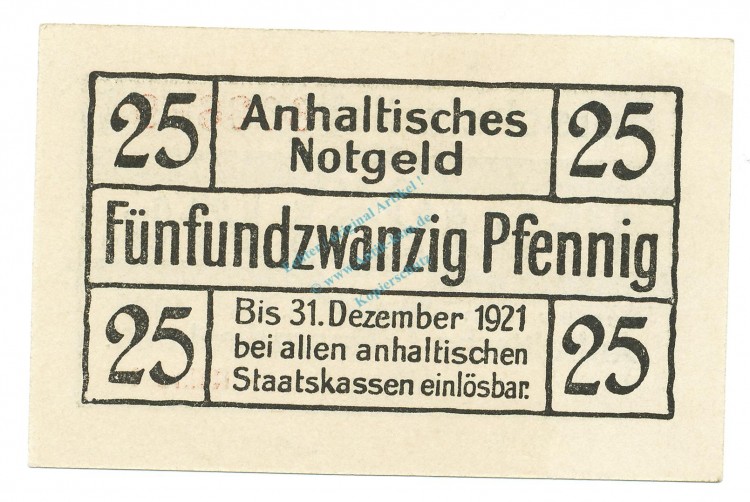 25 Anhaltisches 25
Notgeld
Fünfundzwanzig Pfennig
25 Bis 31. Dezember 1921 25
bei allen anhaltischen
Staatskassen einlösbar.